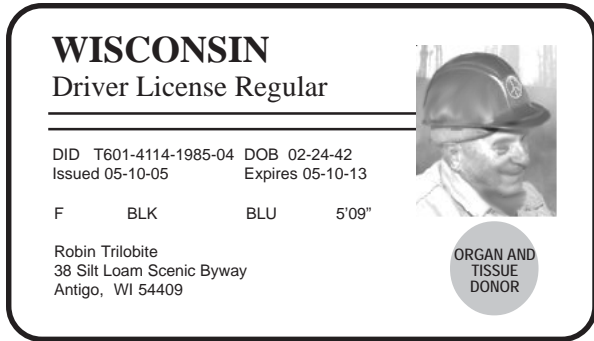 WISCONSIN
Driver License Regular
DID T601-4114-1985-04 DOB 02-24-42
Issued 05-10-05 Expires 05-10-13
F BLK BLU 5’09”
Robin Trilobite
38 Silt Loam Scenic Byway
Antigo, WI 54409
ORGAN AND
TISSUE
DONOR